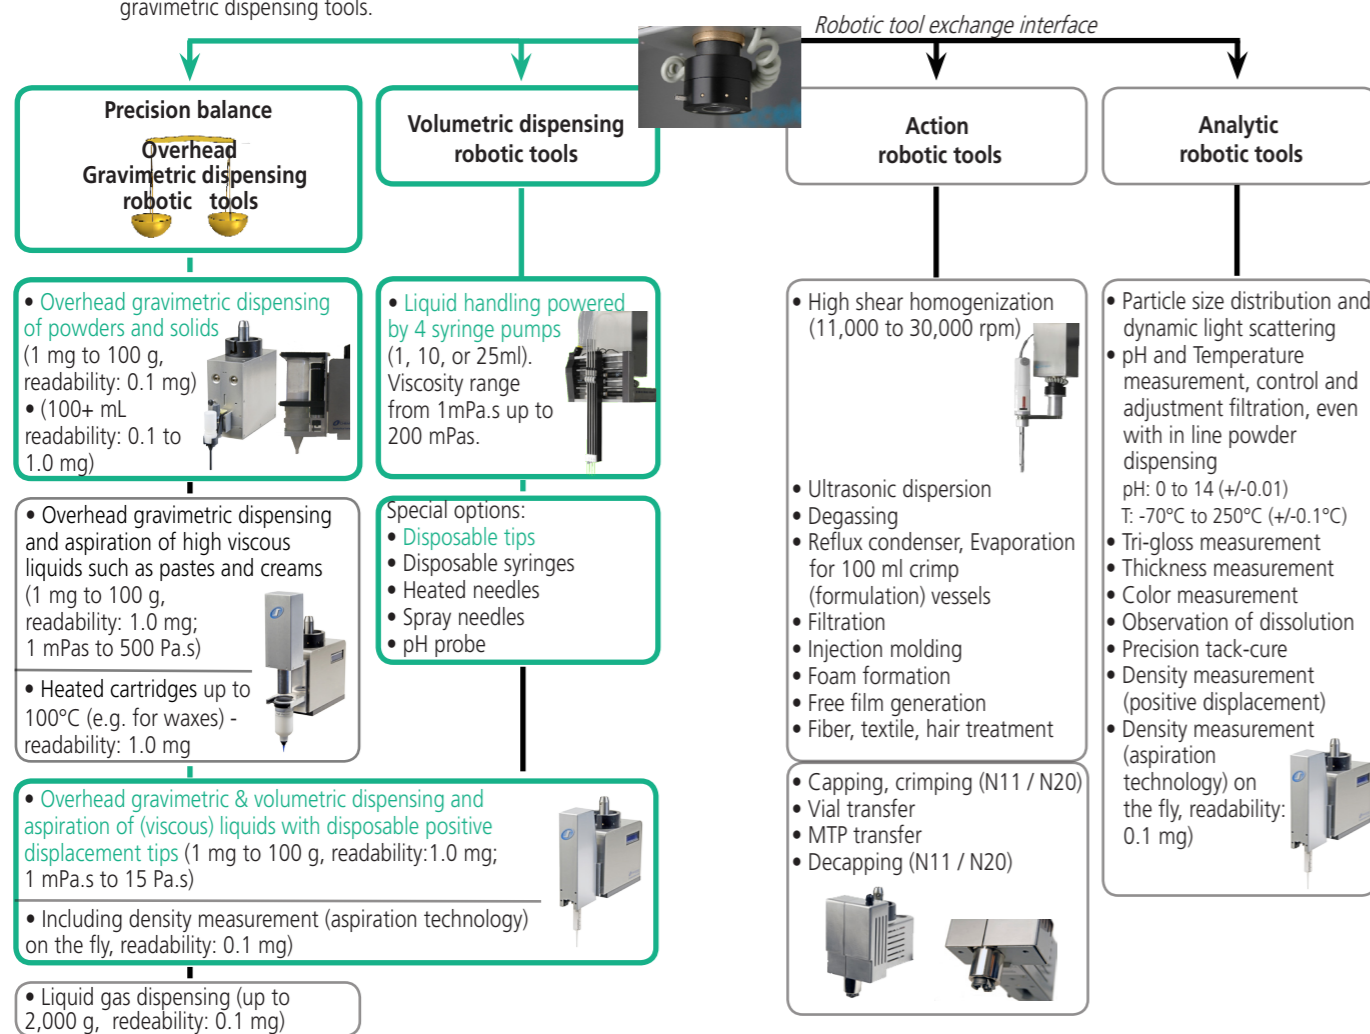 gravimetric dispensing tools.
Robotic tool exchange interface
Precision balance
Overhead
Gravimetric dispensing
robotic tools
• Overhead gravimetric dispensing
of powders and solids
(1 mg to 100 g,
readability: 0.1 mg)
• (100+ mL
readability: 0.1 to
1.0 mg)
• Overhead gravimetric dispensing
and aspiration of high viscous
liquids such as pastes and creams
(1 mg to 100 g,
readability: 1.0 mg;
1 mPas to 500 Pa.s)
• Heated cartridges up to
100°C (e.g. for waxes) -
readability: 1.0 mg
Volumetric dispensing
robotic tools
• Liquid handling powered
by 4 syringe pumps
(1, 10, or 25ml).
Viscosity range
from 1mPa.s up to
200 mPas.
Special options:
• Disposable tips
• Disposable syringes
• Heated needles
• Spray needles
• pH probe
• Overhead gravimetric & volumetric dispensing and
aspiration of (viscous) liquids with disposable positive
displacement tips (1 mg to 100 g, readability:1.0 mg;
1 mPa.s to 15 Pa.s)
• Including density measurement (aspiration technology)
on the fly, readability: 0.1 mg)
• Liquid gas dispensing (up to
2,000 g, redeability: 0.1 mg)
Action
robotic tools
• High shear homogenization
(11,000 to 30,000 rpm)
• Ultrasonic dispersion
• Degassing
• Reflux condenser, Evaporation
for 100 ml crimp
(formulation) vessels
• Filtration
• Injection molding
• Foam formation
• Free film generation
• Fiber, textile, hair treatment
• Capping, crimping (N11 / N20)
• Vial transfer
• MTP transfer
• Decapping (N11 / N20)
Analytic
robotic tools
• Particle size distribution and
dynamic light scattering
• pH and Temperature
measurement, control and
adjustment filtration, even
with in line powder
dispensing
pH: 0 to 14 (+/-0.01)
T: -70°C to 250°C (+/-0.1°C)
• Tri-gloss measurement
• Thickness measurement
• Color measurement
• Observation of dissolution
• Precision tack-cure
• Density measurement
(positive displacement)
• Density measurement
(aspiration
technology) on
the fly, readability:
0.1 mg)